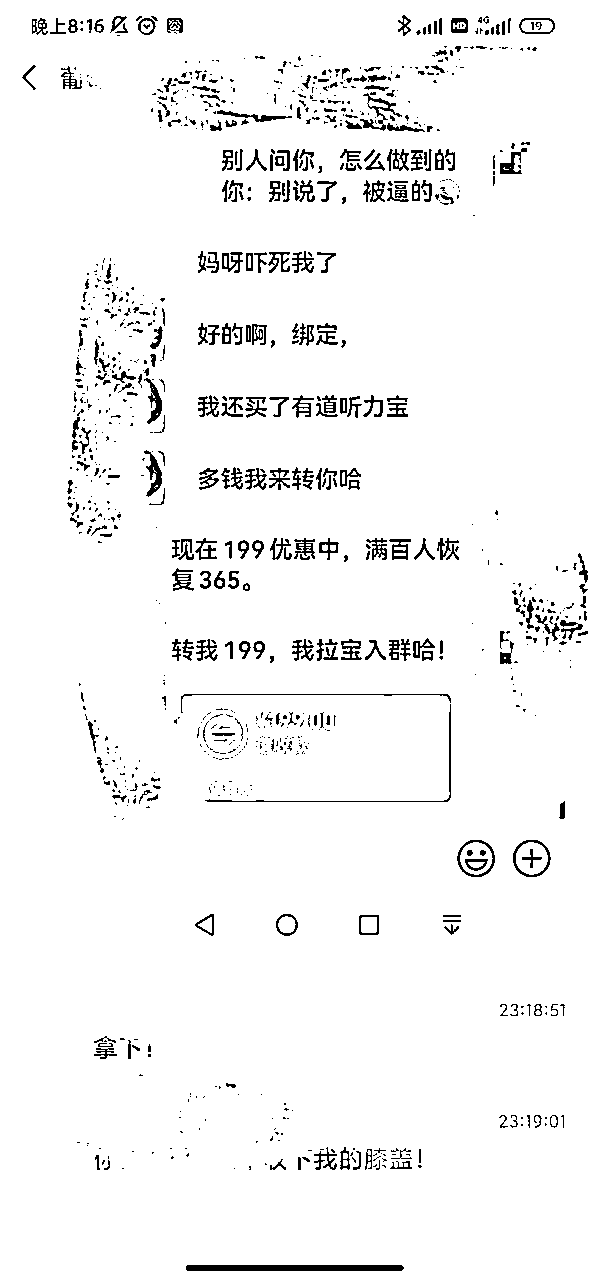 晚上8:16
HD
4G
19
别人问你，怎么做到的
你：别说了，被逼的
妈呀吓死我了
好的啊，绑定，
我还买了有道听力宝
多钱我来转你哈
现在199优惠中，满百人恢
复365。
转我199，我拉宝入群哈！
23:18:51
拿下！
23:19:01
下我的膝盖！